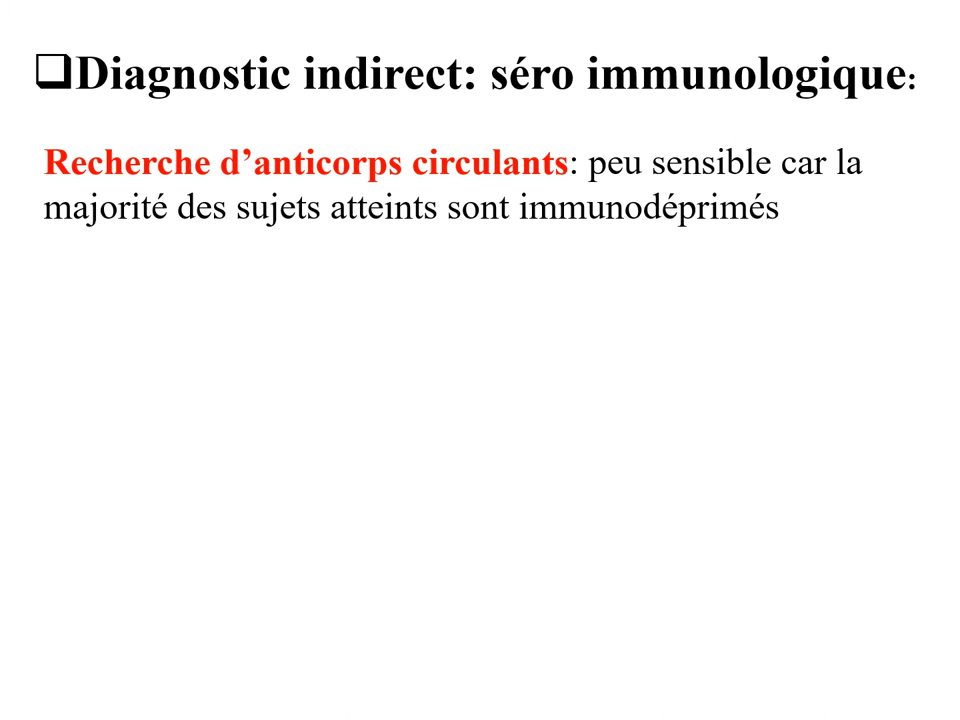 ❑Diagnostic indirect: séro immunologique:
Recherche d’anticorps circulants: peu sensible car la
majorité des sujets atteints sont immunodéprimés